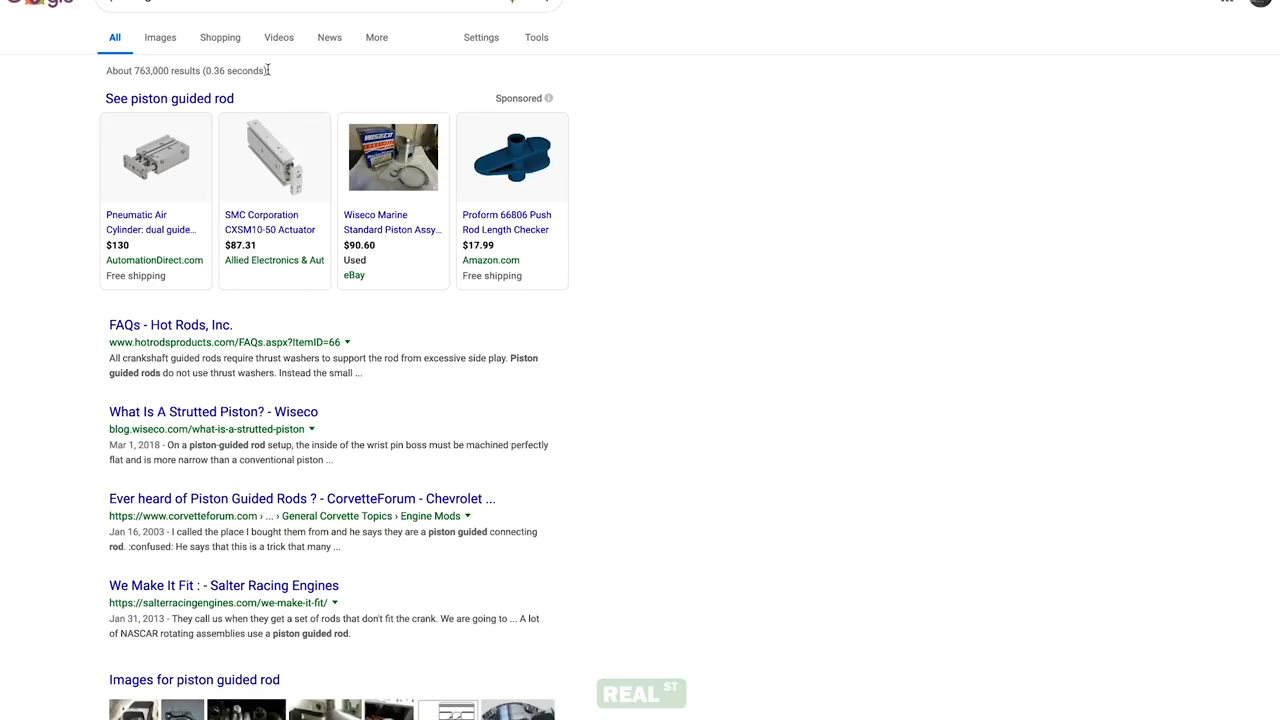 All Images Shopping Videos News More Settings Tools
About 763,000 results (0.36 seconds)
See piston guided rod
Sponsored
Pneumatic Air
Cylinder: dual guide...
$130
AutomationDirect.com
Free shipping
SMC Corporation
CXSM10-50 Actuator
$87.31
Allied Electronics & Aut
WISECO
Wiseco Marine
Standard Piston Assy...
$90.60
Used
eBay
Proform 66806 Push
Rod Length Checker
$17.99
Amazon.com
Free shipping
FAQs - Hot Rods, Inc.
www.hotrodsproducts.com/FAQs.aspx?ItemID=66
All crankshaft guided rods require thrust washers to support the rod from excessive side play. Piston
guided rods do not use thrust washers. Instead the small ...
What Is A Strutted Piston? - Wiseco
blog.wiseco.com/what-is-a-strutted-piston
Mar 1, 2018 - On a piston-guided rod setup, the inside of the wrist pin boss must be machined perfectly
flat and is more narrow than a conventional piston ...
Ever heard of Piston Guided Rods ? - CorvetteForum - Chevrolet ...
https://www.corvetteforum.com › ... › General Corvette Topics › Engine Mods
Jan 16, 2003 - I called the place I bought them from and he says they are a piston guided connecting
rod. :confused: He says that this is a trick that many ...
We Make It Fit : - Salter Racing Engines
https://salterracingengines.com/we-make-it-fit/
Jan 31, 2013 - They call us when they get a set of rods that don't fit the crank. We are going to ... A lot
of NASCAR rotating assemblies use a piston guided rod.
Images for piston guided rod
REAL ST